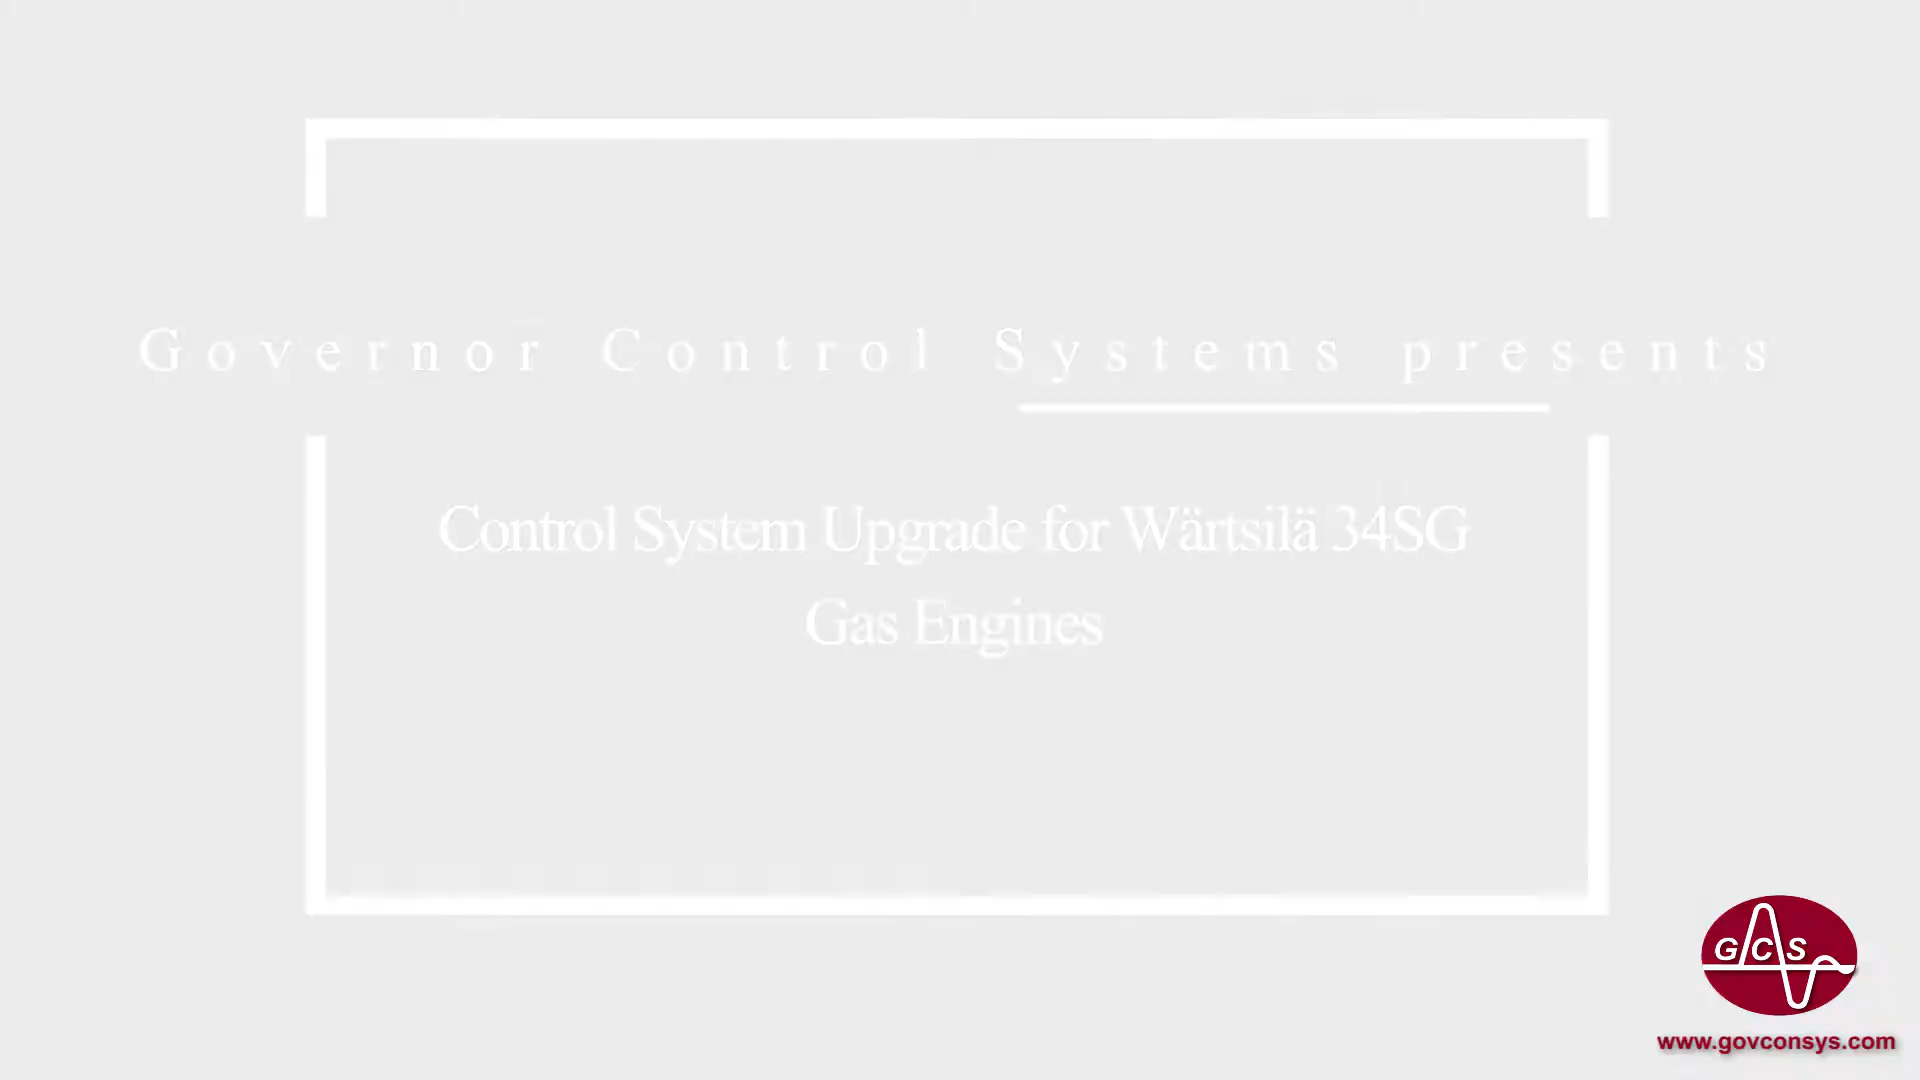 Governor Control Systems presents
Control System Upgrade for Wärtsilä 34SG
Gas Engines
GCS
www.govconsys.com